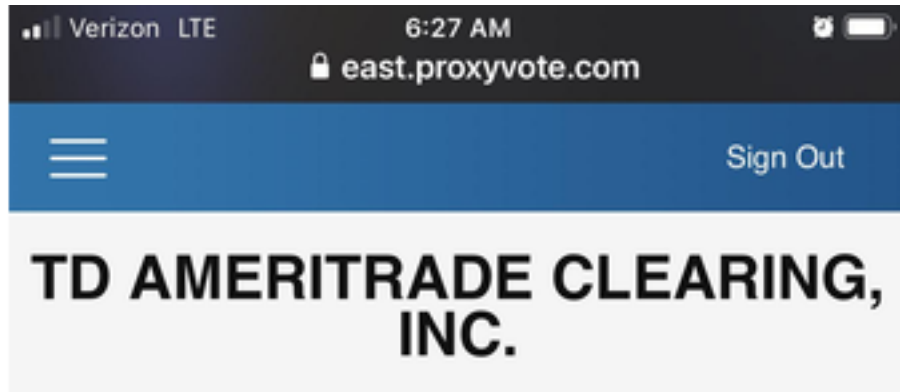 Verizon LTE 6:27 AM
east.proxyvote.com
Sign Out
TD AMERITRADE CLEARING,
INC.